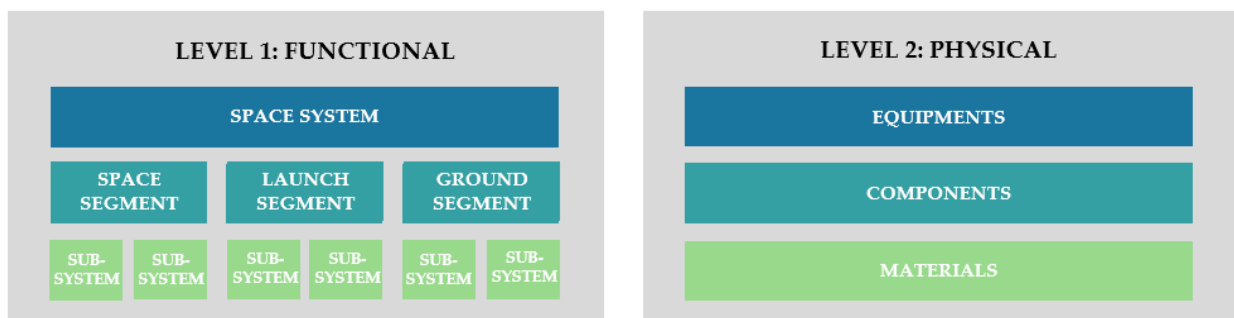 LEVEL 1: FUNCTIONAL
SPACE SYSTEM
SPACE
SEGMENT
LAUNCH
SEGMENT
GROUND
SEGMENT
SUB-
SYSTEM
SUB-
SYSTEM
SUB-
SYSTEM
SUB-
SYSTEM
SUB-
SYSTEM
SUB-
SYSTEM
LEVEL 2: PHYSICAL
EQUIPMENTS
COMPONENTS
MATERIALS